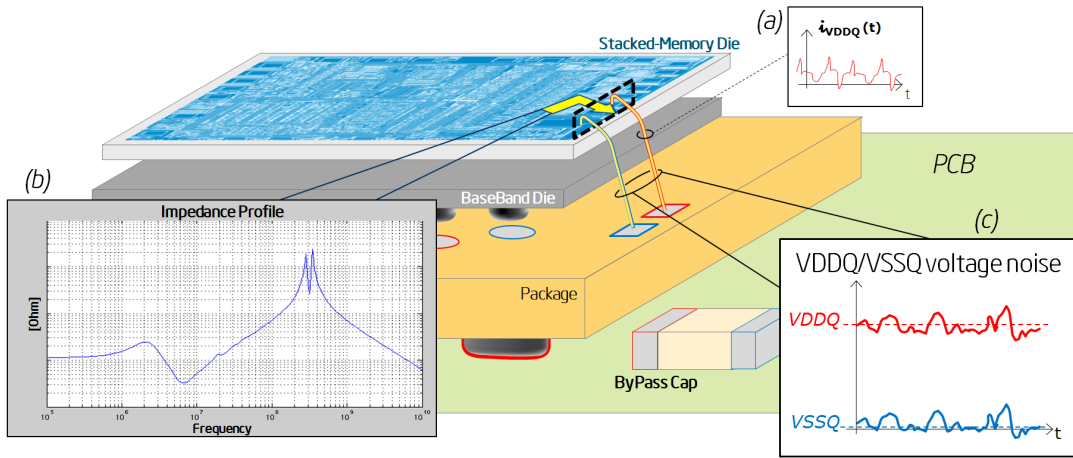 (a)
i_VDDQ(t)
t
Stacked-Memory Die
PCB
(b)
BaseBand Die
Impedance Profile
[Ohm]
10^5 10^6 10^7 10^8 10^9 10^10
Frequency
Package
ByPass Cap
(c)
VDDQ/VSSQ voltage noise
VDDQ
VSSQ
t